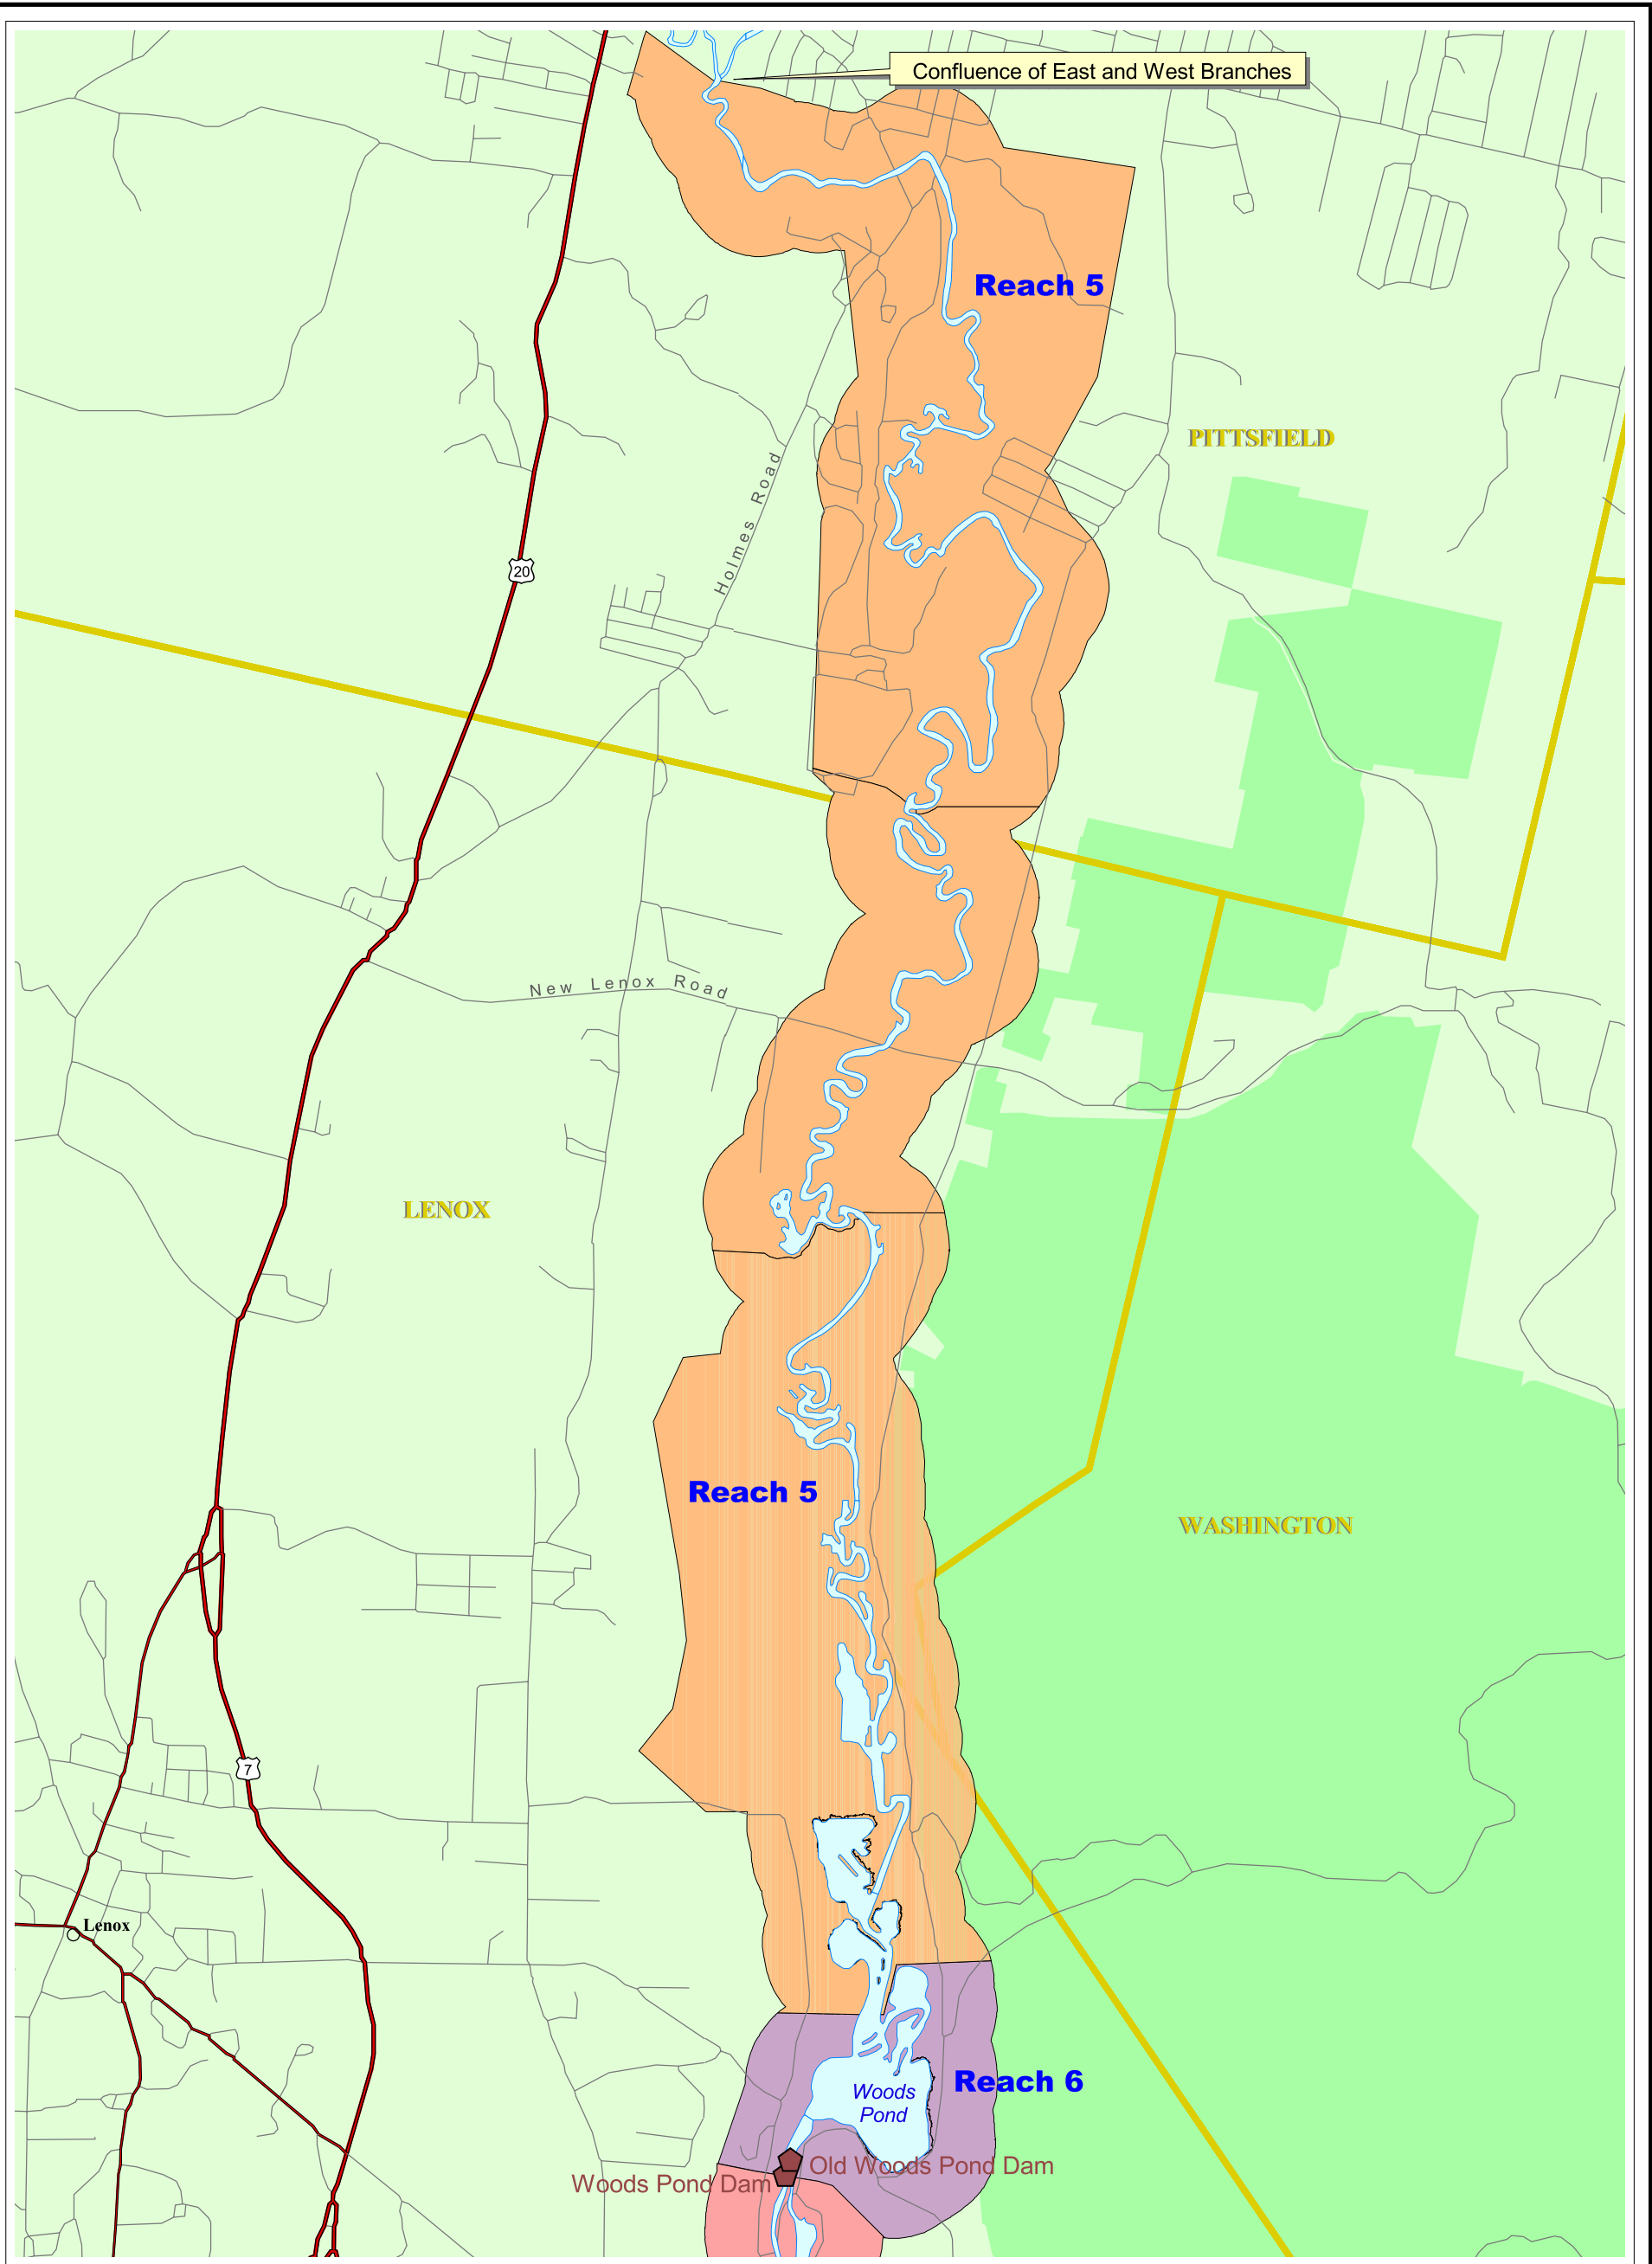 Confluence of East and West Branches
Reach 5
PITTSFIELD
Holmes Road
20
New Lenox Road
LENOX
Reach 5
WASHINGTON
7
Lenox
Reach 6
Woods
Pond
Old Woods Pond Dam
Woods Pond Dam